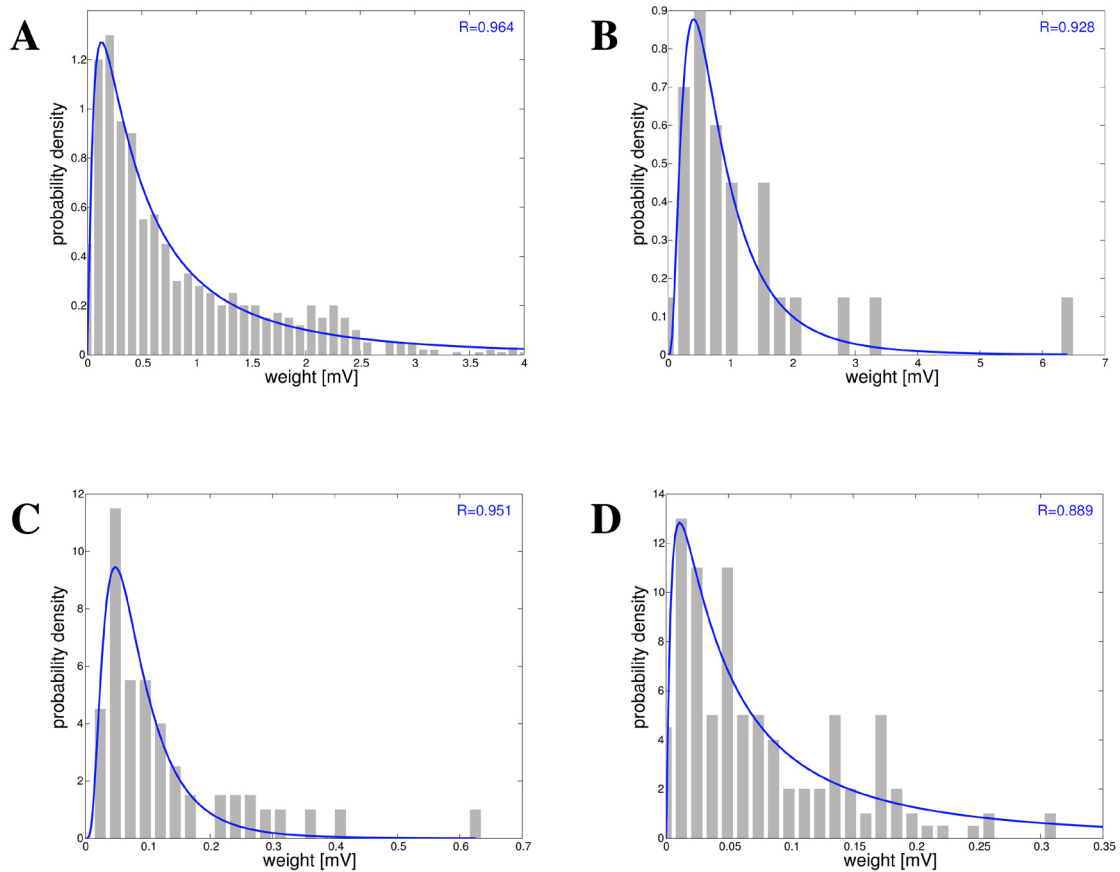 A
R=0.964
probability density
1.2
1
0.8
0.6
0.4
0.2
0
0 0.5 1 1.5 2 2.5 3 3.5 4
weight [mV]
B
R=0.928
probability density
0.9
0.8
0.7
0.6
0.5
0.4
0.3
0.2
0.1
0
0 1 2 3 4 5 6 7
weight [mV]
C
R=0.951
probability density
12
10
8
6
4
2
0
0 0.1 0.2 0.3 0.4 0.5 0.6 0.7
weight [mV]
D
R=0.889
probability density
14
12
10
8
6
4
2
0
0 0.05 0.1 0.15 0.2 0.25 0.3 0.35
weight [mV]